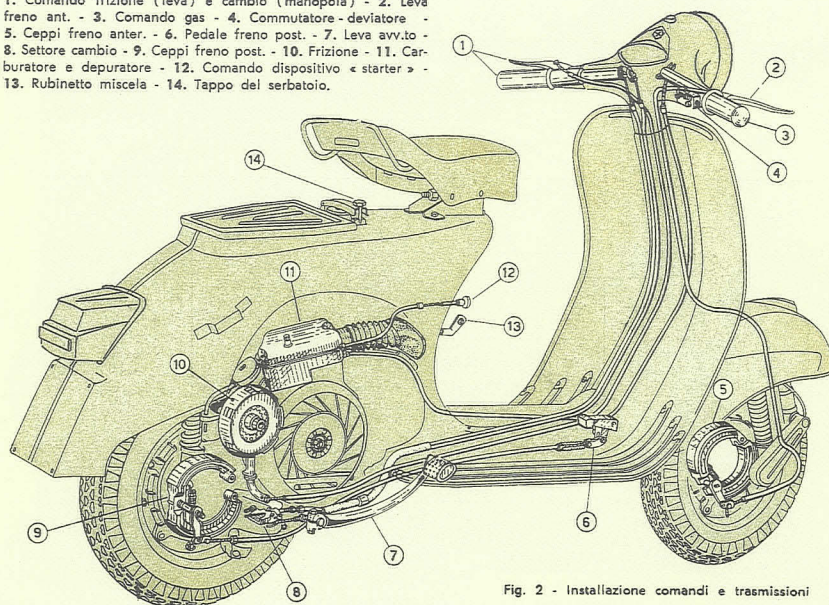 1. Comando frizione (leva) e cambio (manopola) - 2. Leva
freno ant. - 3. Comando gas - 4. Commutatore-deviatore -
5. Ceppi freno anter. - 6. Pedale freno post. - 7. Leva avv.to -
8. Settore cambio - 9. Ceppi freno post. - 10. Frizione - 11. Car-
buratore e depuratore - 12. Comando dispositivo « starter » -
13. Rubinetto miscela - 14. Tappo del serbatoio.
1
2
3
4
14
12
11
13
10
5
9
6
7
8
Fig. 2 - Installazione comandi e trasmissioni